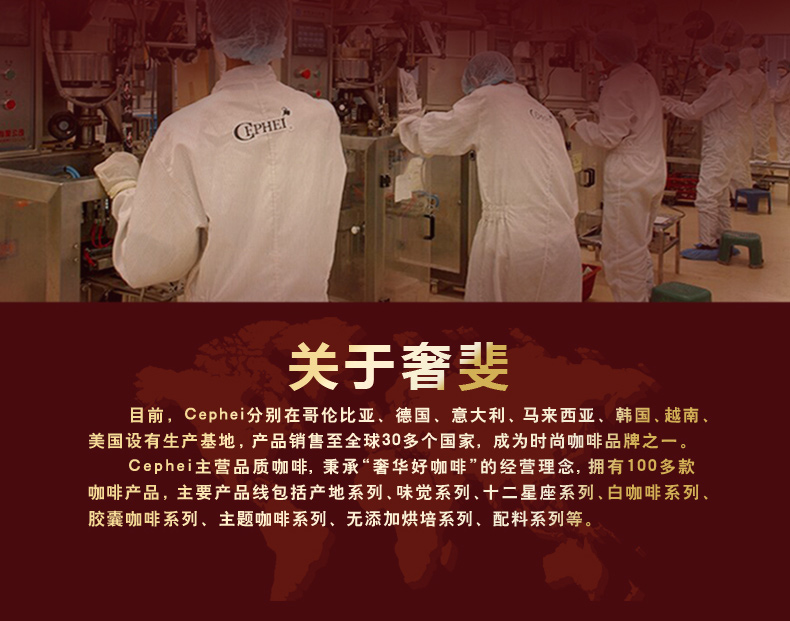 CEPHEI
关于奢斐
目前，Cephei分别在哥伦比亚、德国、意大利、马来西亚、韩国、越南、
美国设有生产基地，产品销售至全球30多个国家，成为时尚咖啡品牌之一。
Cephei主营品质咖啡，秉承“奢华好咖啡”的经营理念，拥有100多款
咖啡产品，主要产品线包括产地系列、味觉系列、十二星座系列、白咖啡系列、
胶囊咖啡系列、主题咖啡系列、无添加烘培系列、配料系列等。